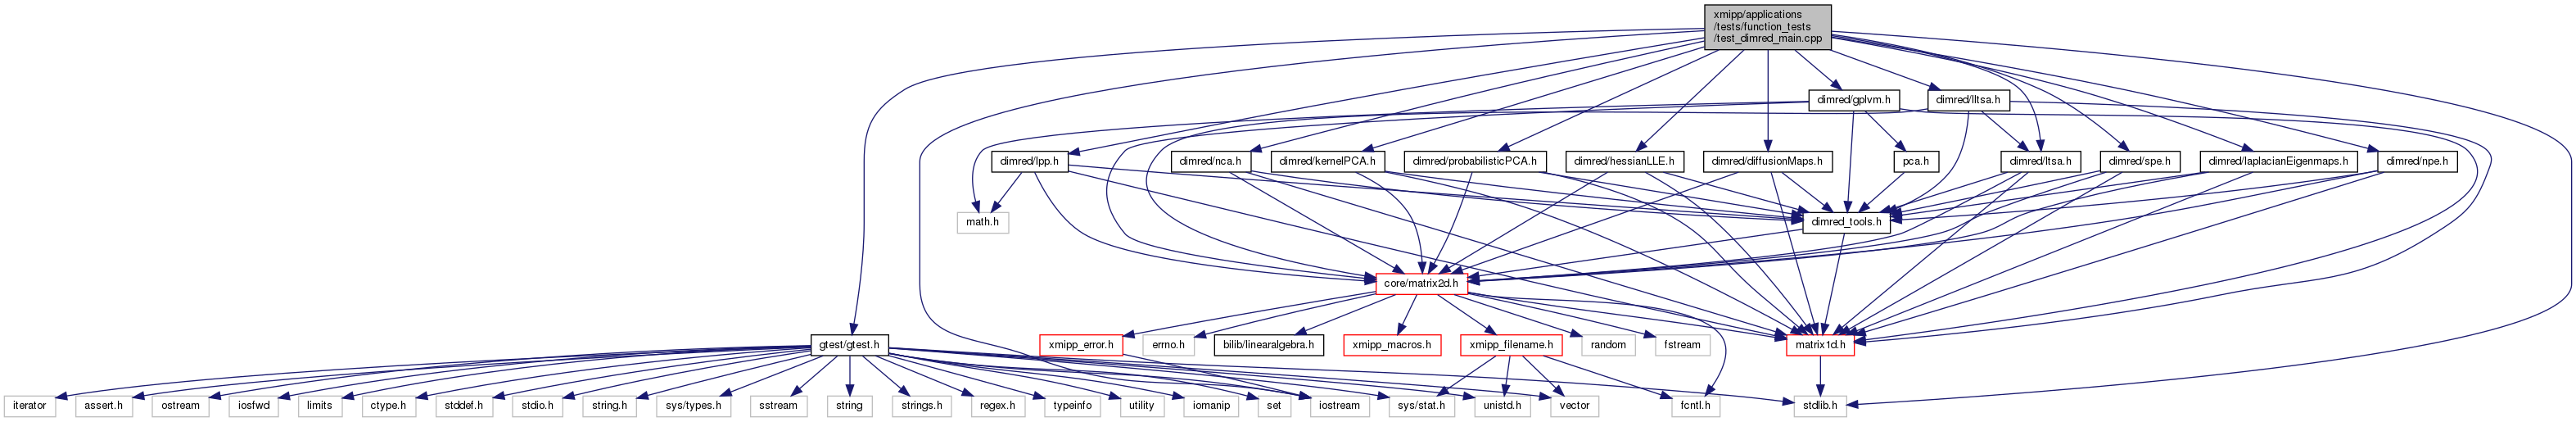 xmipp/applications
/tests/function_tests
/test_dimred_main.cpp
dimred/gplvm.h
dimred/lltsa.h
dimred/lpp.h
dimred/nca.h
dimred/kernelPCA.h
dimred/probabilisticPCA.h
dimred/hessianLLE.h
dimred/diffusionMaps.h
pca.h
dimred/ltsa.h
dimred/spe.h
dimred/laplacianEigenmaps.h
dimred/npe.h
math.h
dimred_tools.h
core/matrix2d.h
gtest/gtest.h
xmipp_error.h
errno.h
bilib/linearalgebra.h
xmipp_macros.h
xmipp_filename.h
random
fstream
matrix1d.h
iterator
assert.h
ostream
iosfwd
limits
ctype.h
stddef.h
stdio.h
string.h
sys/types.h
sstream
string
strings.h
regex.h
typeinfo
utility
iomanip
set
iostream
sys/stat.h
unistd.h
vector
fcntl.h
stdlib.h